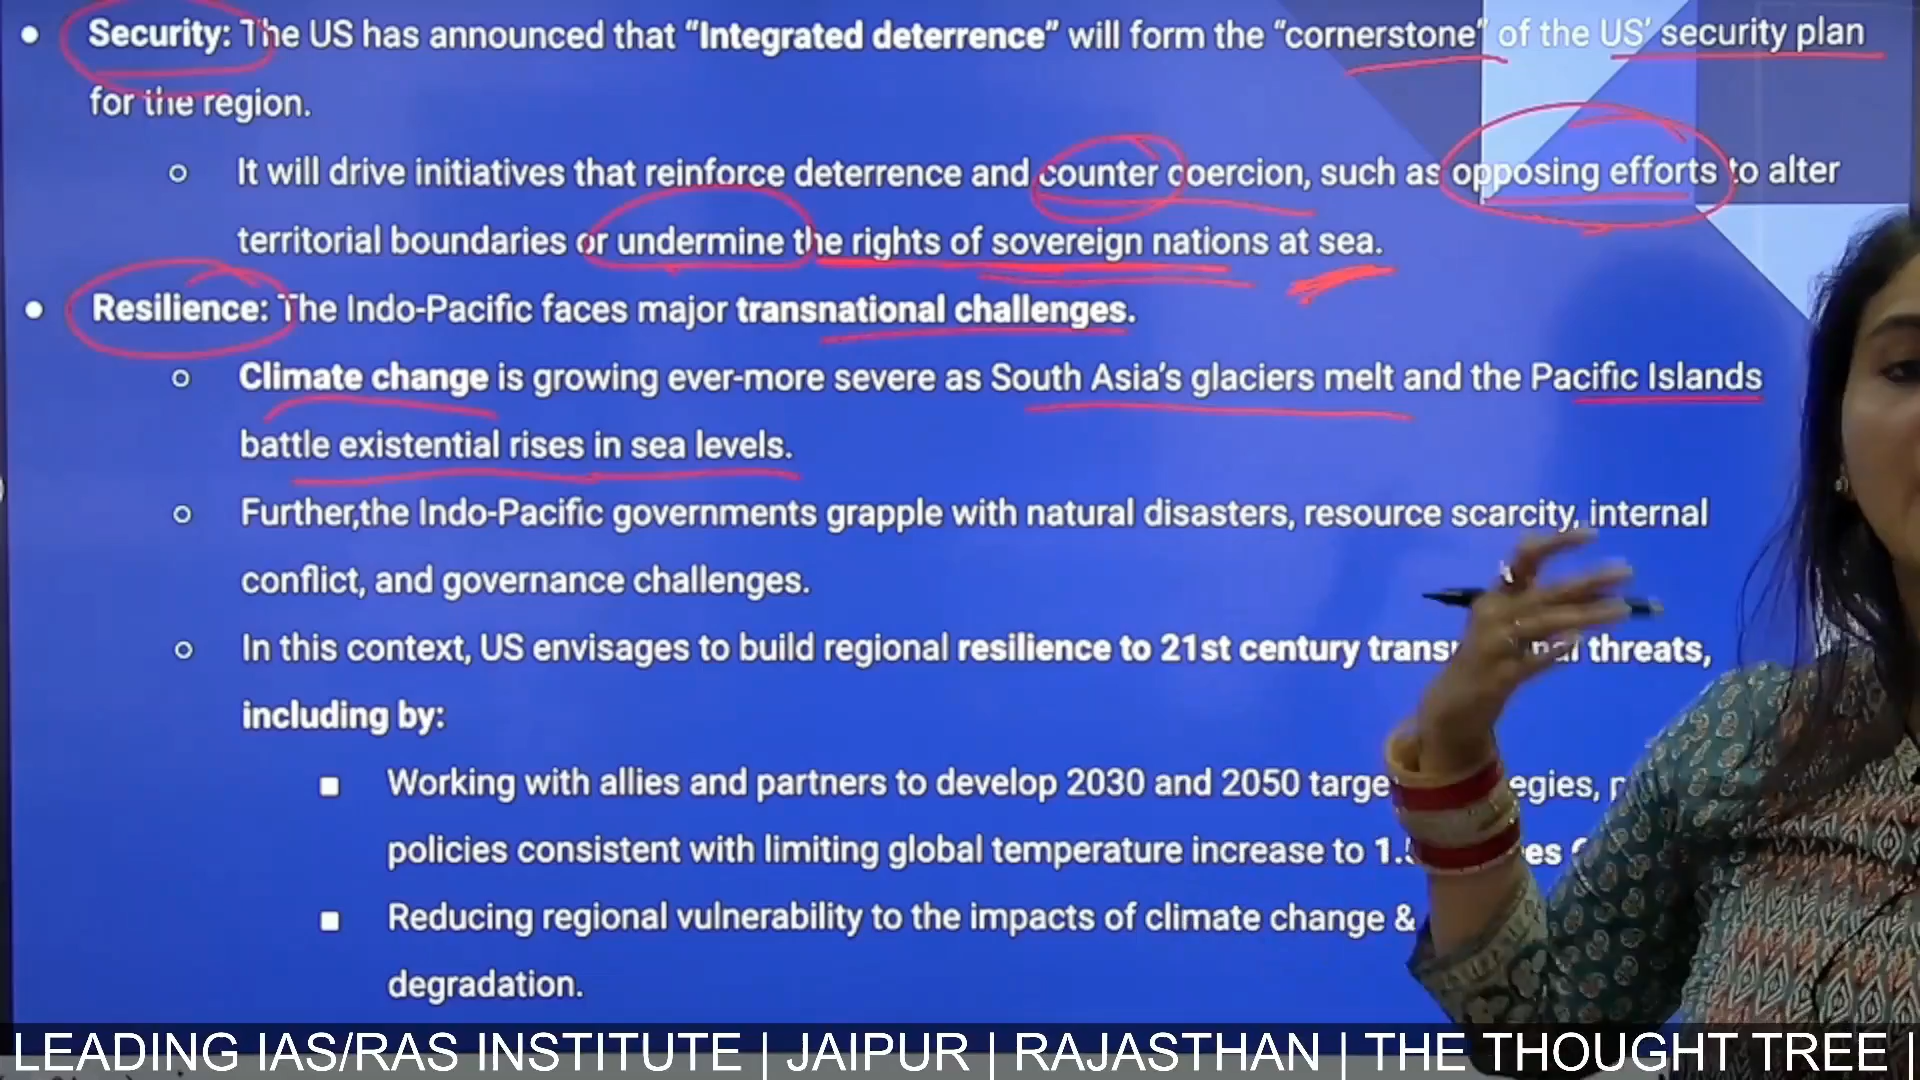 ● Security: The US has announced that “Integrated deterrence” will form the “cornerstone” of the US’ security plan
for the region.
○ It will drive initiatives that reinforce deterrence and counter coercion, such as opposing efforts to alter
territorial boundaries or undermine the rights of sovereign nations at sea.
● Resilience: The Indo-Pacific faces major transnational challenges.
○ Climate change is growing ever-more severe as South Asia’s glaciers melt and the Pacific Islands
battle existential rises in sea levels.
○ Further,the Indo-Pacific governments grapple with natural disasters, resource scarcity, internal
conflict, and governance challenges.
○ In this context, US envisages to build regional resilience to 21st century threats,
including by:
■ Working with allies and partners to develop 2030 and 2050
policies consistent with limiting global temperature increase to
■ Reducing regional vulnerability to the impacts of climate change &
degradation.
LEADING IAS/RAS INSTITUTE | JAIPUR | RAJASTHAN | THE THOUGHT TREE |